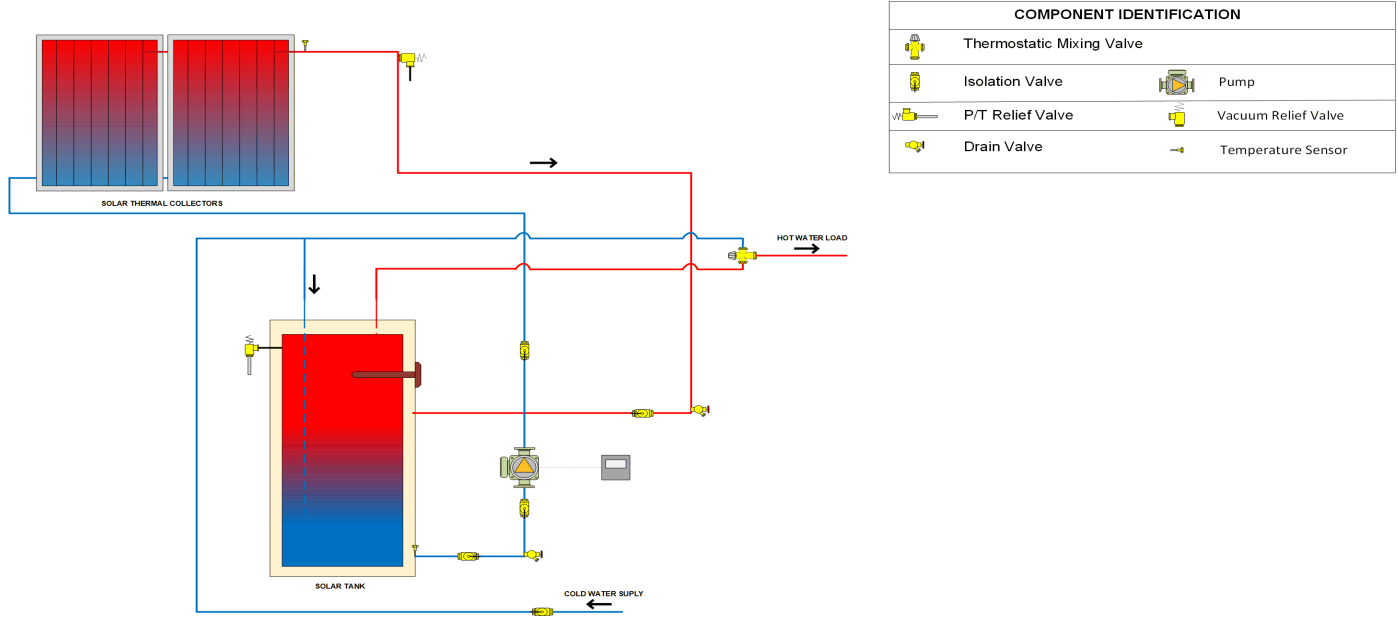 COMPONENT IDENTIFICATION
Thermostatic Mixing Valve
Isolation Valve
Pump
P/T Relief Valve
Vacuum Relief Valve
Drain Valve
Temperature Sensor
SOLAR THERMAL COLLECTORS
HOT WATER LOAD
SOLAR TANK
COLD WATER SUPLY